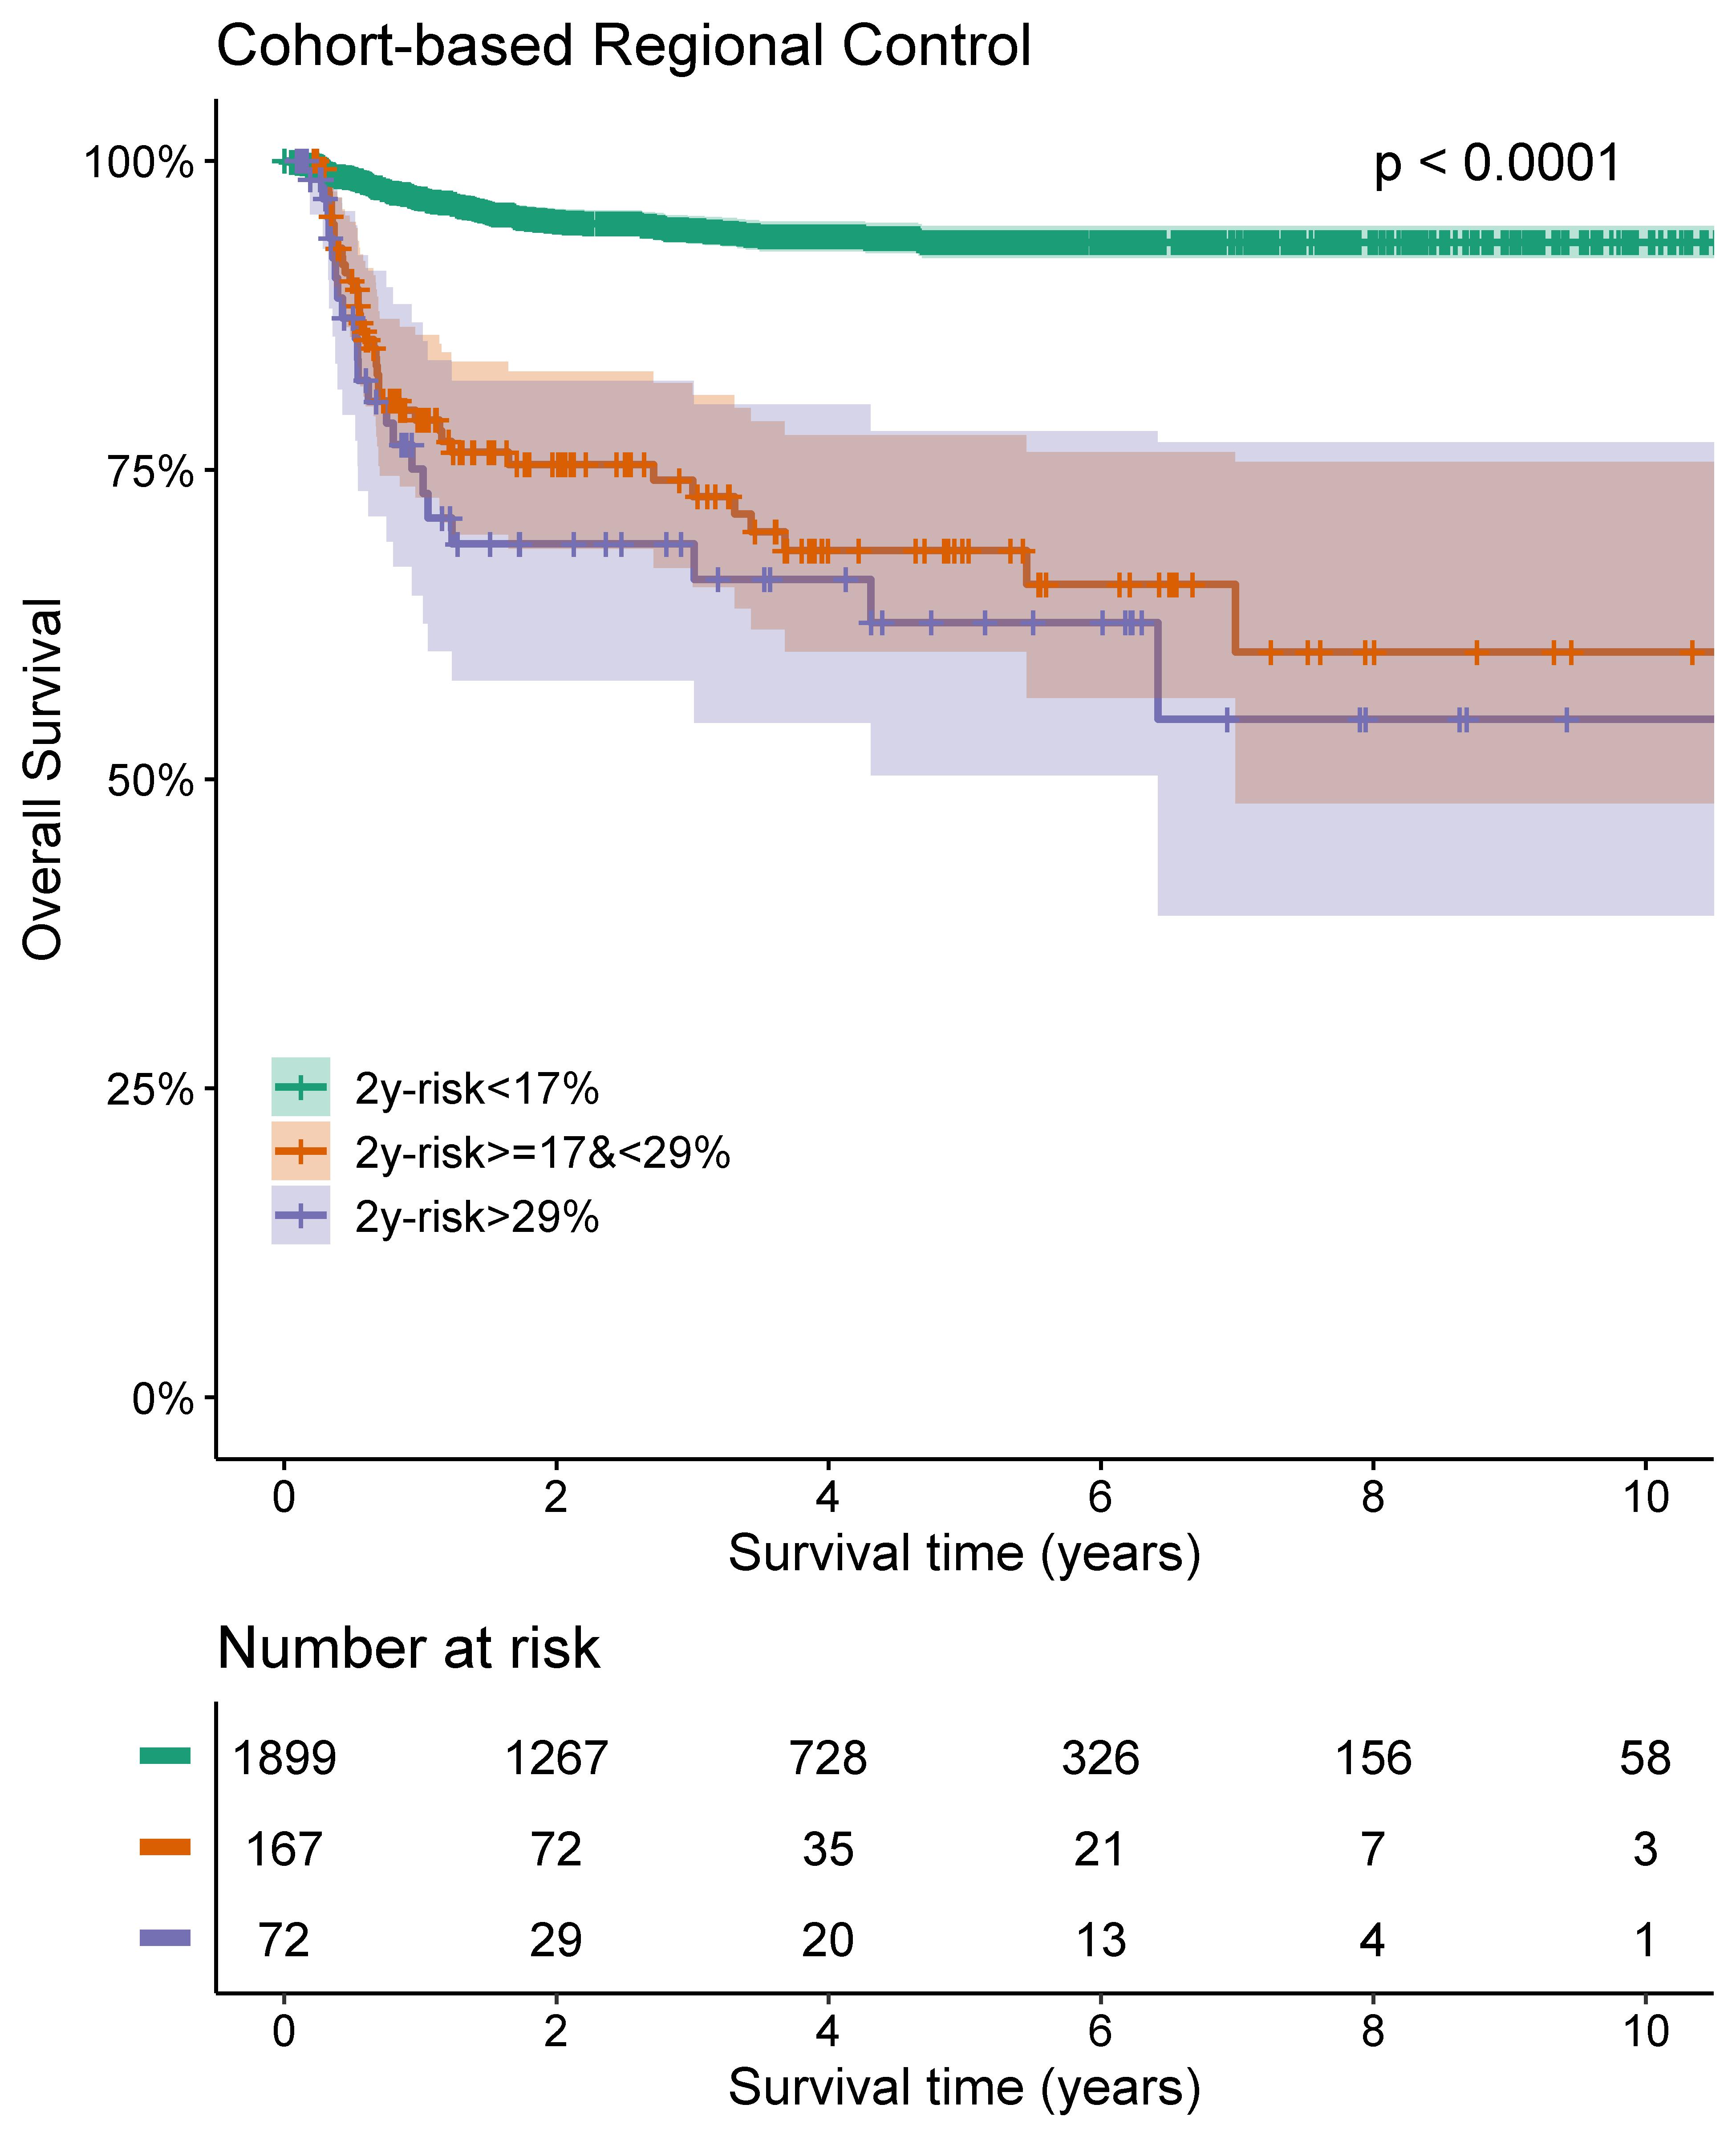 Cohort-based Regional Control
p < 0.0001
100%
75%
50%
25%
0%
Overall Survival
2y-risk<17%
2y-risk>=17&<29%
2y-risk>29%
0 2 4 6 8 10
Survival time (years)
Number at risk
1899 1267 728 326 156 58
167 72 35 21 7 3
72 29 20 13 4 1
0 2 4 6 8 10
Survival time (years)